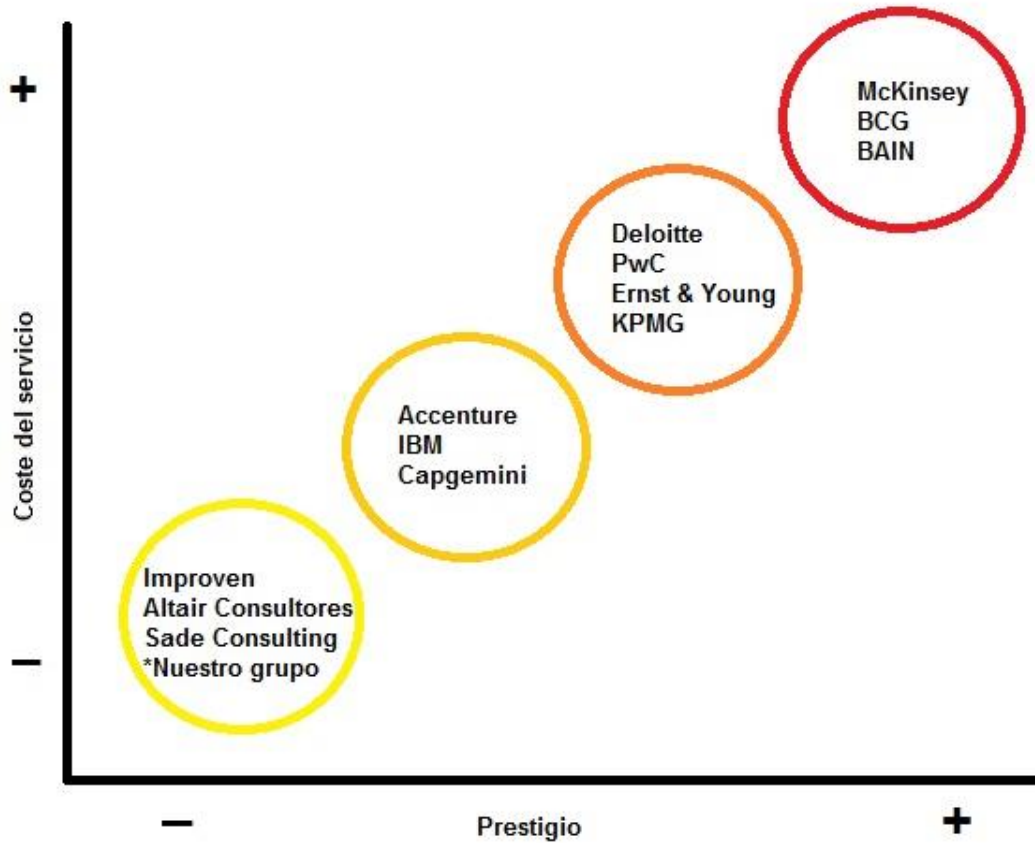 +
McKinsey
BCG
BAIN
Deloitte
PwC
Ernst & Young
KPMG
Coste del servicio
Accenture
IBM
Capgemini
Improven
Altair Consultores
Sade Consulting
*Nuestro grupo
–
– Prestigio +